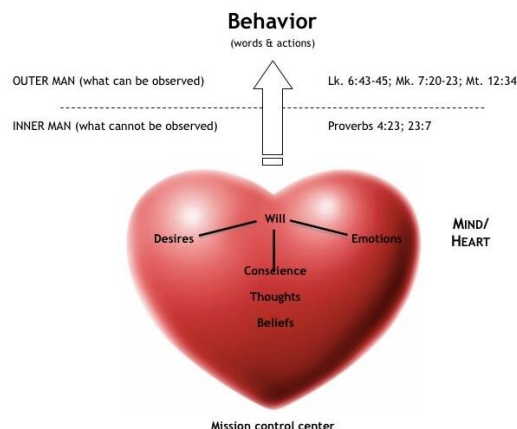 Behavior
(words & actions)
OUTER MAN (what can be observed) Lk. 6:43-45; Mk. 7:20-23; Mt. 12:34
INNER MAN (what cannot be observed) Proverbs 4:23; 23:7
Will
Desires Emotions
MIND/
HEART
Conscience
Thoughts
Beliefs
Mission control center